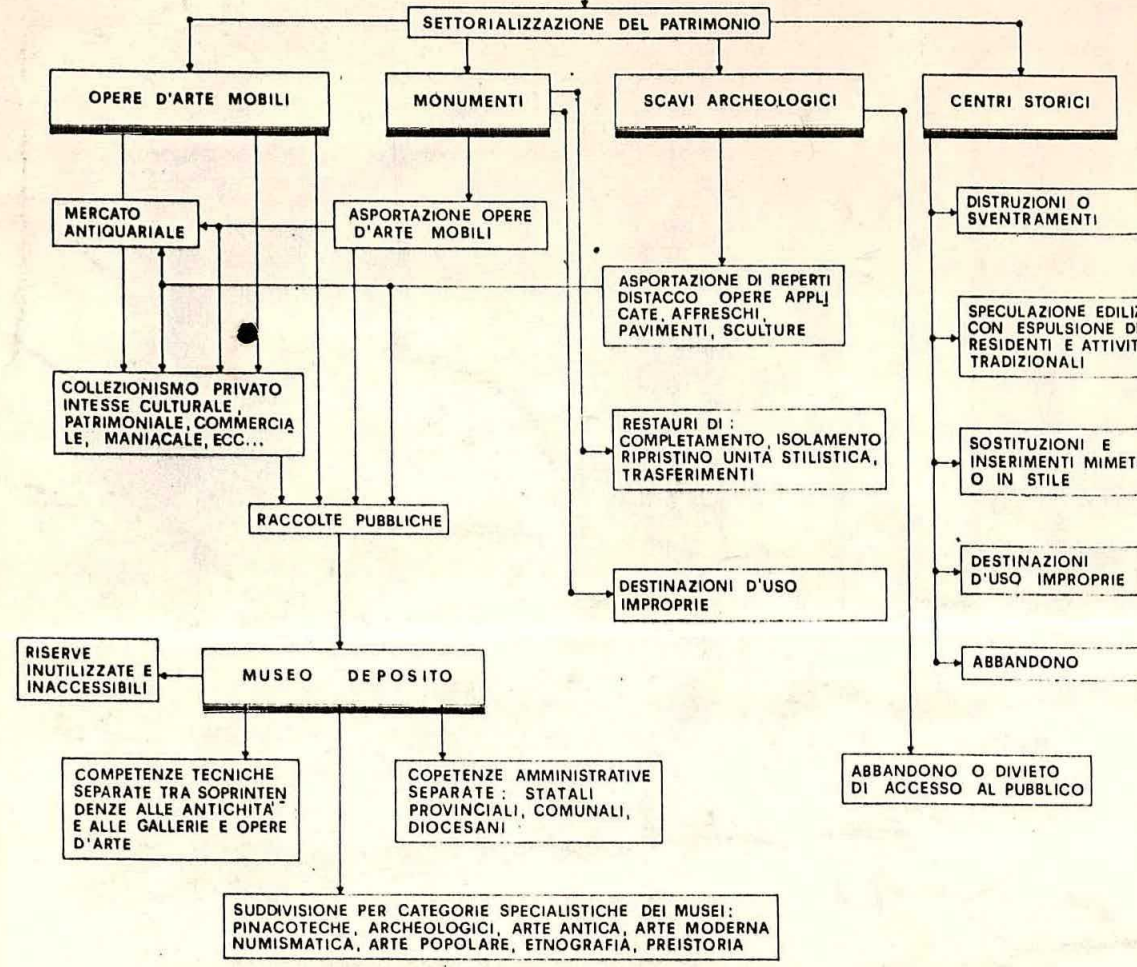 SETTORIALIZZAZIONE DEL PATRIMONIO
OPERE D'ARTE MOBILI
MONUMENTI
SCAVI ARCHEOLOGICI
CENTRI STORICI
MERCATO
ANTIQUARIALE
ASPORTAZIONE OPERE
D'ARTE MOBILI
DISTRUZIONI O
SVENTRAMENTI
ASPORTAZIONE DI REPERTI
DISTACCO OPERE APPLI
CATE, AFFRESCHI,
PAVIMENTI, SCULTURE
SPECULAZIONE EDILIZ
CON ESPULSIONE D
RESIDENTI E ATTIVIT
TRADIZIONALI
COLLEZIONISMO PRIVATO
INTESSE CULTURALE,
PATRIMONIALE, COMMERCIA
LE, MANIACALE, ECC...
RESTAURI DI :
COMPLETAMENTO, ISOLAMENTO
RIPRISTINO UNITÀ STILISTICA,
TRASFERIMENTI
SOSTITUZIONI E
INSERIMENTI MIMET
O IN STILE
RACCOLTE PUBBLICHE
DESTINAZIONI D'USO
IMPROPRIE
DESTINAZIONI
D'USO IMPROPRIE
RISERVE
INUTILIZZATE E
INACCESSIBILI
MUSEO DEPOSITO
ABBANDONO
COMPETENZE TECNICHE
SEPARATE TRA SOPRINTEN
DENZE ALLE ANTICHITA'
E ALLE GALLERIE E OPERE
D'ARTE
COPETENZE AMMINISTRATIVE
SEPARATE : STATALI
PROVINCIALI, COMUNALI,
DIOCESANI
ABBANDONO O DIVIETO
DI ACCESSO AL PUBBLICO
SUDDIVISIONE PER CATEGORIE SPECIALISTICHE DEI MUSEI:
PINACOTECHE, ARCHEOLOGICI, ARTE ANTICA, ARTE MODERNA
NUMISMATICA, ARTE POPOLARE, ETNOGRAFIA, PREISTORIA